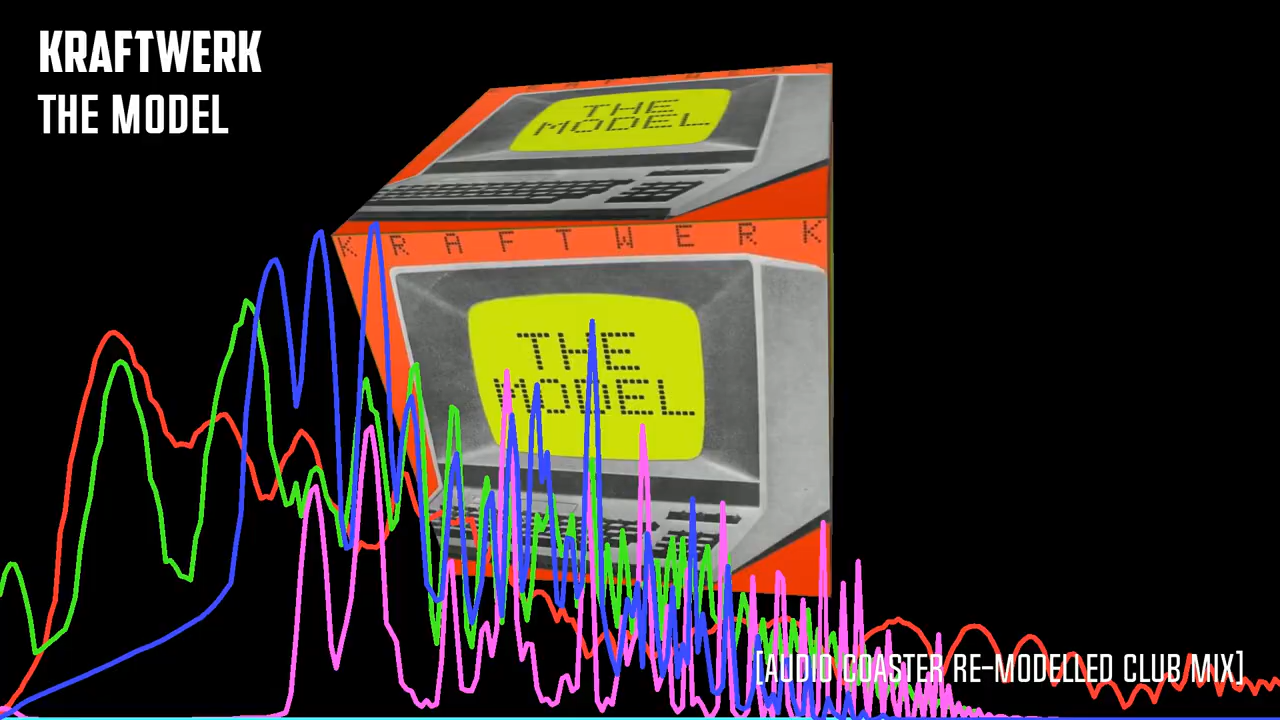 KRAFTWERK
THE MODEL
THE
MODEL
KRAFTWERK
THE
MODEL
[AUDIO COASTER RE-MODELLED CLUB MIX]